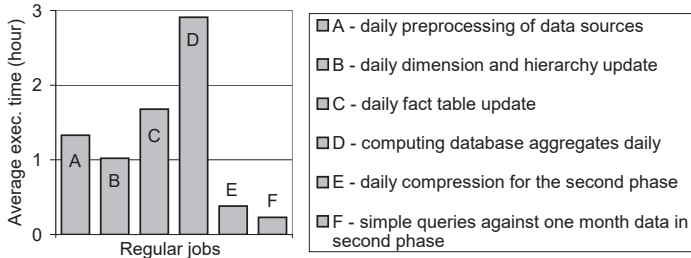 Average exec. time (hour)
3
2
1
0
A
B
C
D
E
F
Regular jobs
A - daily preprocessing of data sources
B - daily dimension and hierarchy update
C - daily fact table update
D - computing database aggregates daily
E - daily compression for the second phase
F - simple queries against one month data in
second phase